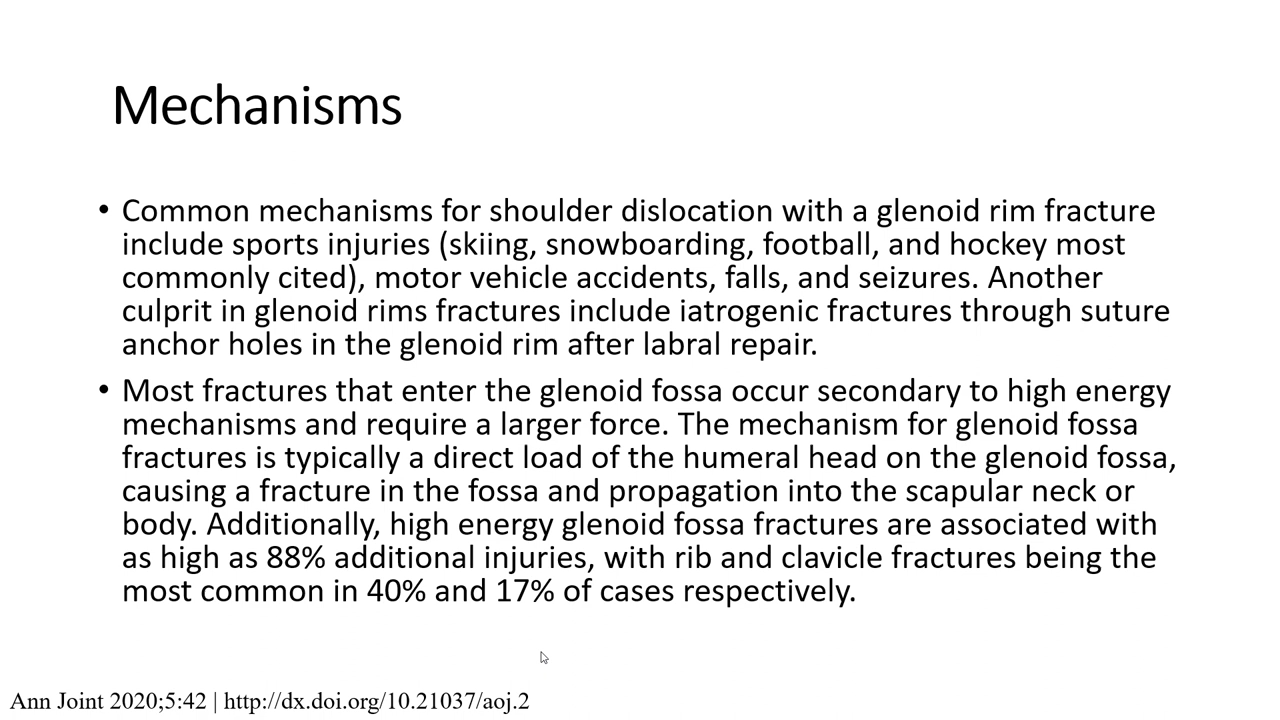 Mechanisms
• Common mechanisms for shoulder dislocation with a glenoid rim fracture
include sports injuries (skiing, snowboarding, football, and hockey most
commonly cited), motor vehicle accidents, falls, and seizures. Another
culprit in glenoid rims fractures include iatrogenic fractures through suture
anchor holes in the glenoid rim after labral repair.
• Most fractures that enter the glenoid fossa occur secondary to high energy
mechanisms and require a larger force. The mechanism for glenoid fossa
fractures is typically a direct load of the humeral head on the glenoid fossa,
causing a fracture in the fossa and propagation into the scapular neck or
body. Additionally, high energy glenoid fossa fractures are associated with
as high as 88% additional injuries, with rib and clavicle fractures being the
most common in 40% and 17% of cases respectively.
Ann Joint 2020;5:42 | http://dx.doi.org/10.21037/aoj.2